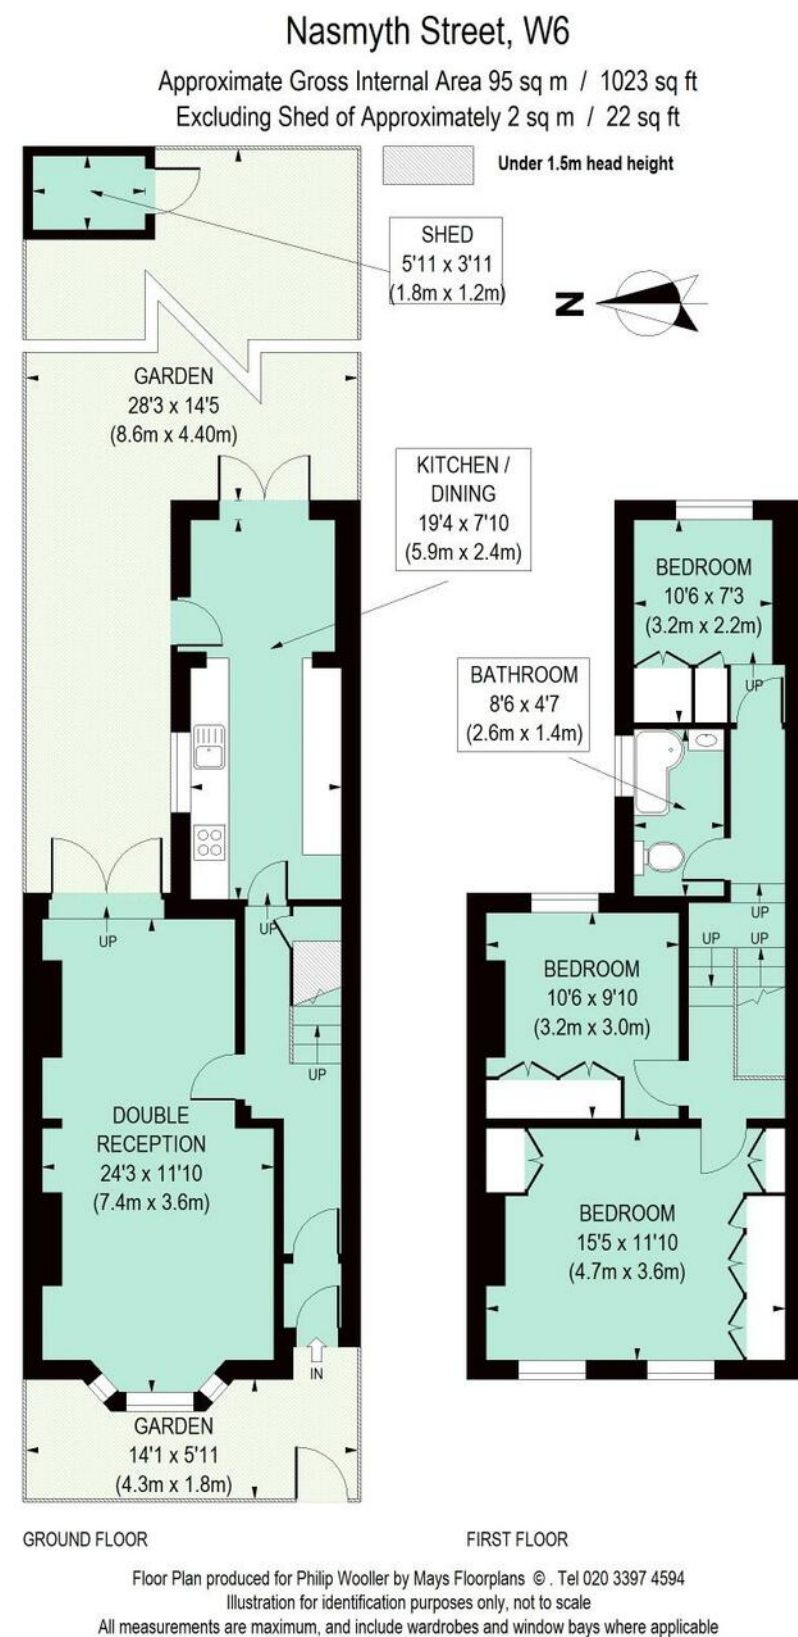 Nasmyth Street, W6
Approximate Gross Internal Area 95 sq m / 1023 sq ft
Excluding Shed of Approximately 2 sq m / 22 sq ft
Under 1.5m head height
SHED
5'11 x 3'11
(1.8m x 1.2m)
N
GARDEN
28'3 x 14'5
(8.6m x 4.40m)
KITCHEN /
DINING
19'4 x 7'10
(5.9m x 2.4m)
UP
UP
UP
DOUBLE
RECEPTION
24'3 x 11'10
(7.4m x 3.6m)
IN
GARDEN
14'1 x 5'11
(4.3m x 1.8m)
GROUND FLOOR
BEDROOM
10'6 x 7'3
(3.2m x 2.2m)
UP
BATHROOM
8'6 x 4'7
(2.6m x 1.4m)
UP
UP
UP
BEDROOM
10'6 x 9'10
(3.2m x 3.0m)
BEDROOM
15'5 x 11'10
(4.7m x 3.6m)
FIRST FLOOR
Floor Plan produced for Philip Wooller by Mays Floorplans © . Tel 020 3397 4594
Illustration for identification purposes only, not to scale
All measurements are maximum, and include wardrobes and window bays where applicable